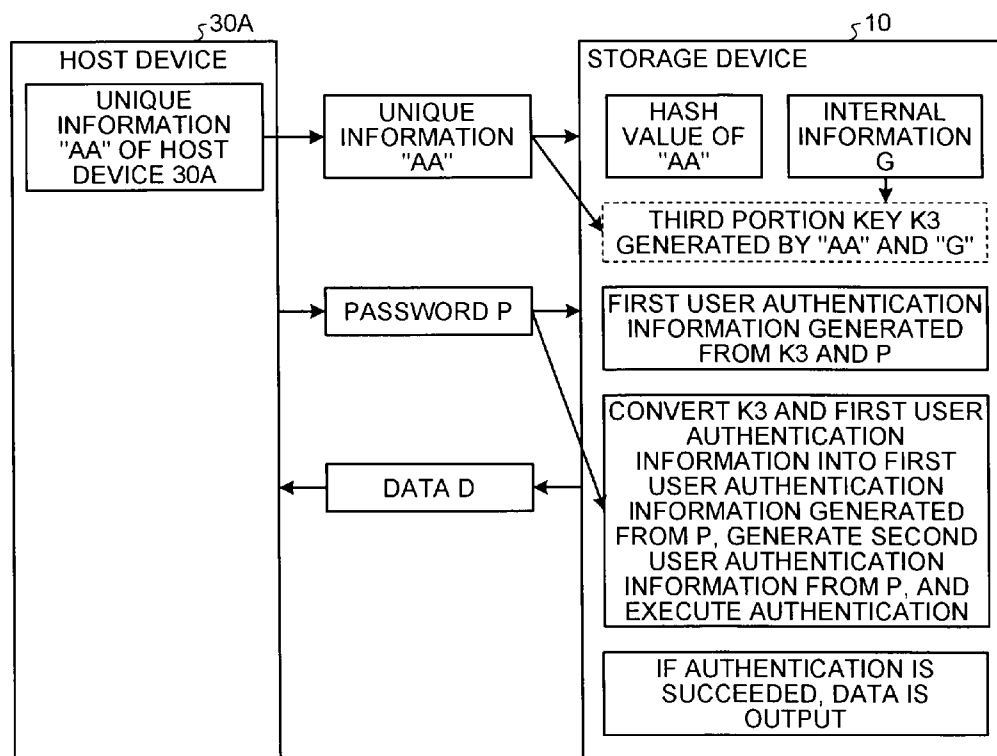 30A
10
HOST DEVICE
UNIQUE
INFORMATION
"AA" OF HOST
DEVICE 30A
UNIQUE
INFORMATION
"AA"
STORAGE DEVICE
HASH
VALUE OF
"AA"
INTERNAL
INFORMATION
G
THIRD PORTION KEY K3
GENERATED BY "AA" AND "G"
PASSWORD P
FIRST USER AUTHENTICATION
INFORMATION GENERATED
FROM K3 AND P
CONVERT K3 AND FIRST USER
AUTHENTICATION
INFORMATION INTO FIRST
USER AUTHENTICATION
INFORMATION GENERATED
FROM P, GENERATE SECOND
USER AUTHENTICATION
INFORMATION FROM P, AND
EXECUTE AUTHENTICATION
DATA D
IF AUTHENTICATION IS
SUCCEEDED, DATA IS
OUTPUT